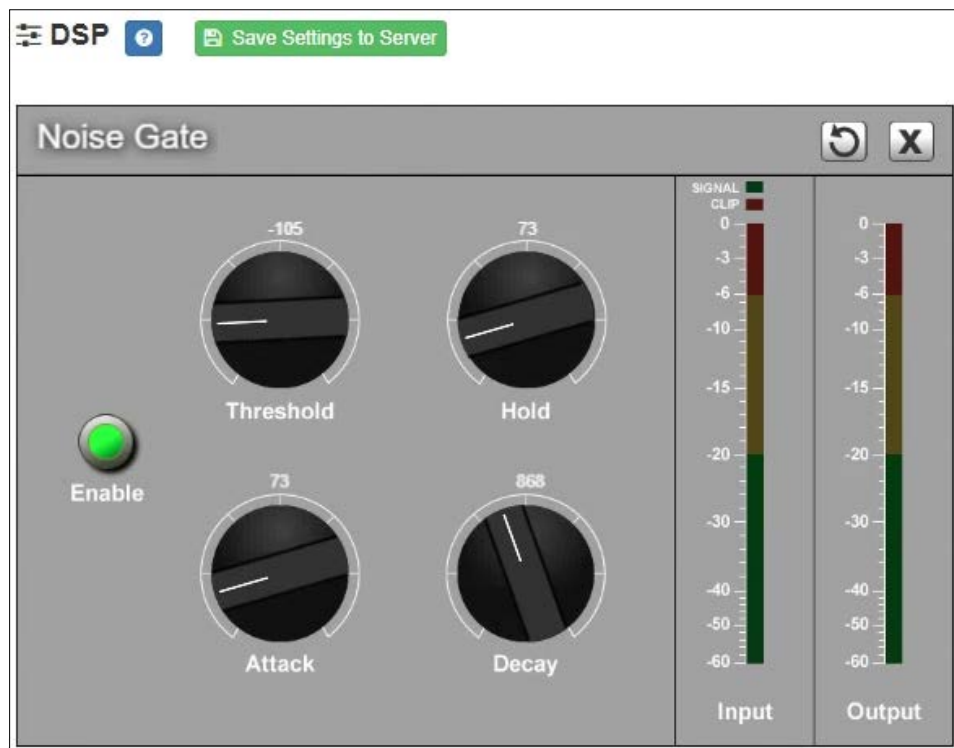 DSP
Save Settings to Server
Noise Gate
X
SIGNAL
CLIP
-105
73
Threshold
Hold
Enable
73
868
Attack
Decay
0
-3
-6
-10
-15
-20
-30
-40
-50
-60
Input
0
-3
-6
-10
-15
-20
-30
-40
-50
-60
Output